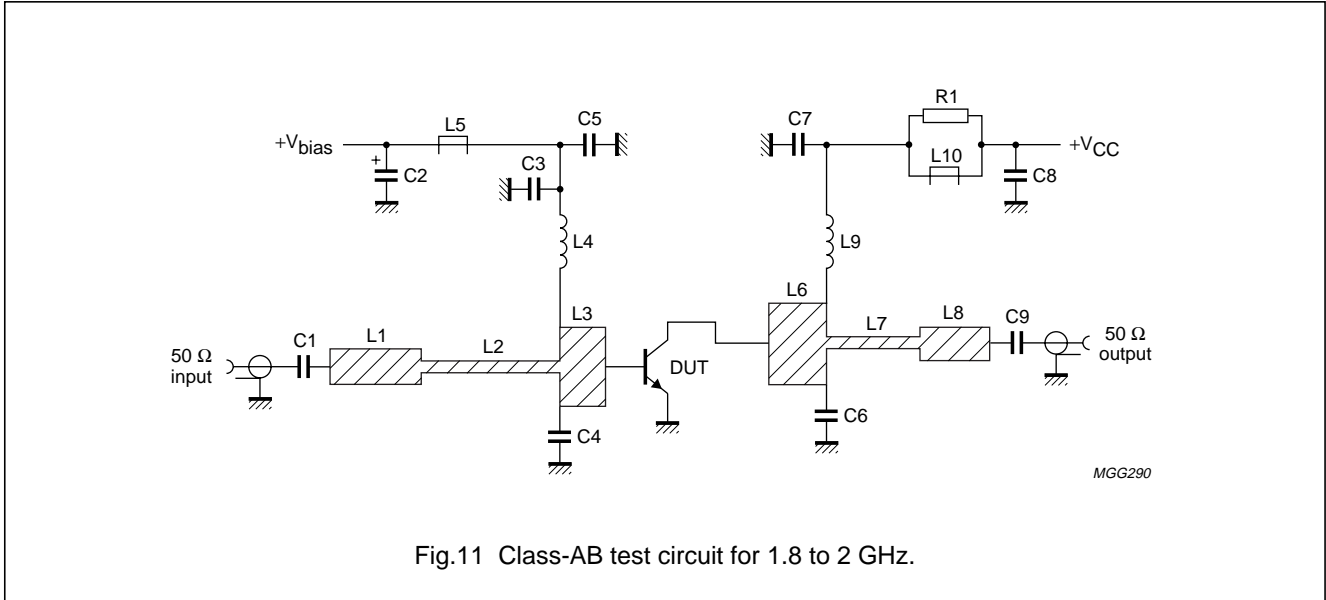 R1
C7
C5
L5
+Vbias
+VCC
L10
C3
C2
C8
L4
L9
L6
L3
L7
L8
C9
C1
L1
L2
50 Ω
input
50 Ω
output
DUT
C6
C4
+
MGG290
Fig.11 Class-AB test circuit for 1.8 to 2 GHz.